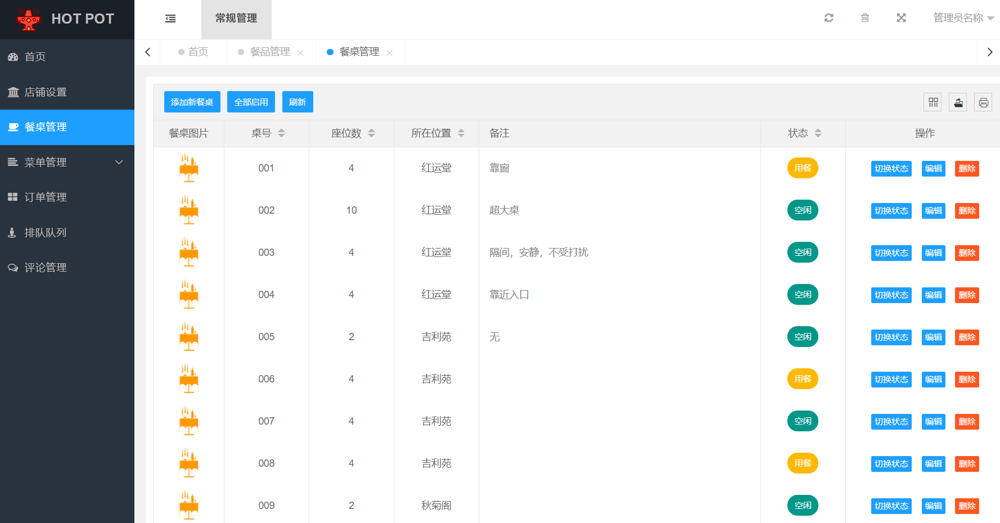 HOT POT
常规管理
管理员名称
首页
餐品管理
餐桌管理
首页
店铺设置
餐桌管理
菜单管理
订单管理
排队队列
评论管理
添加新餐桌 全部启用 刷新
餐桌图片 桌号 座位数 所在位置 备注 状态 操作
001 4 红运堂 靠窗 用餐 切换状态 编辑 删除
002 10 红运堂 超大桌 空闲 切换状态 编辑 删除
003 4 红运堂 隔间，安静，不受打扰 空闲 切换状态 编辑 删除
004 4 红运堂 靠近入口 空闲 切换状态 编辑 删除
005 2 吉利苑 无 空闲 切换状态 编辑 删除
006 4 吉利苑 用餐 切换状态 编辑 删除
007 4 吉利苑 空闲 切换状态 编辑 删除
008 4 吉利苑 用餐 切换状态 编辑 删除
009 2 秋菊阁 空闲 切换状态 编辑 删除